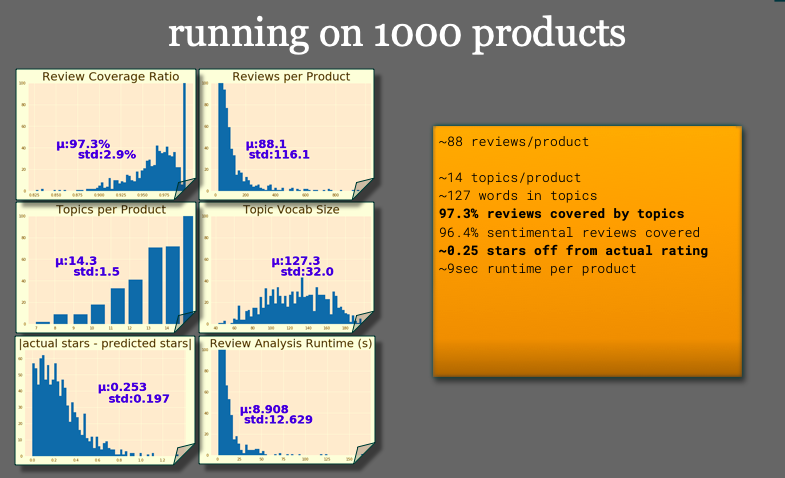 running on 1000 products
Review Coverage Ratio
μ:97.3%
std:2.9%
Reviews per Product
μ:88.1
std:116.1
Topics per Product
μ:14.3
std:1.5
Topic Vocab Size
μ:127.3
std:32.0
|actual stars - predicted stars|
μ:0.253
std:0.197
Review Analysis Runtime (s)
μ:8.908
std:12.629
~88 reviews/product
~14 topics/product
~127 words in topics
97.3% reviews covered by topics
96.4% sentimental reviews covered
~0.25 stars off from actual rating
~9sec runtime per product